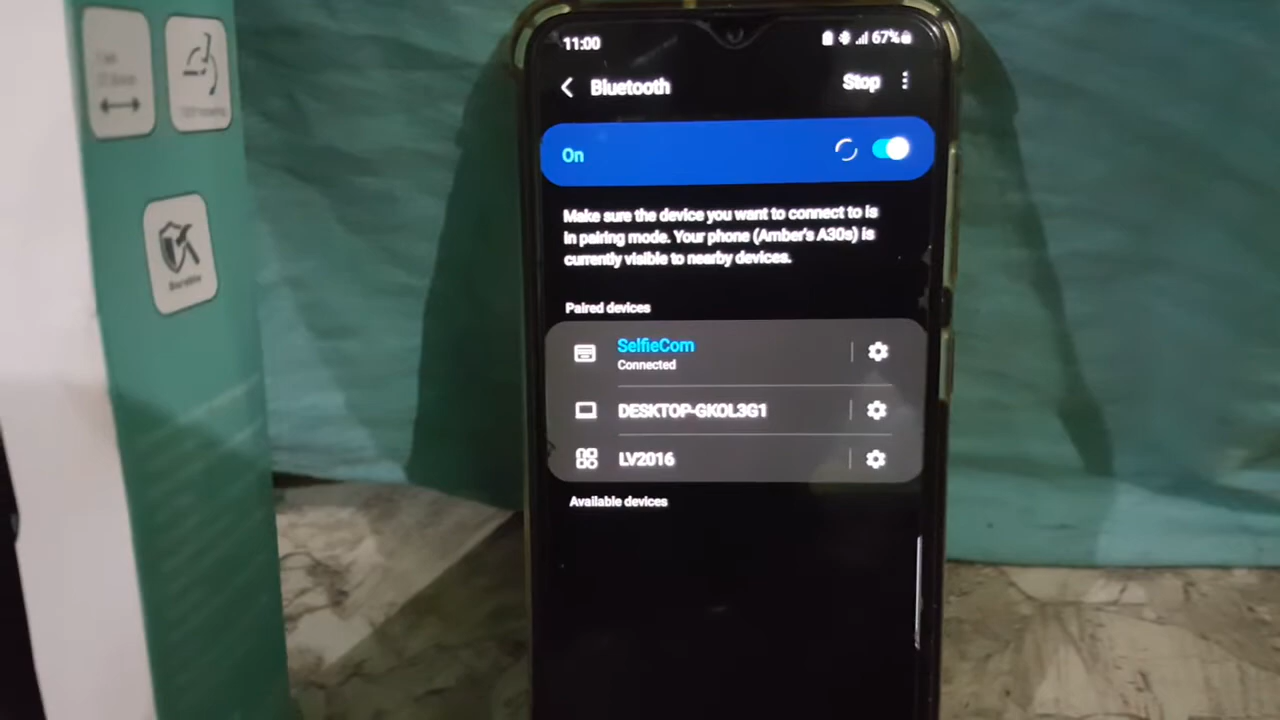 11:00
67%
Bluetooth
Stop
On
Make sure the device you want to connect to is
in pairing mode. Your phone (Amber's A30s) is
currently visible to nearby devices.
Paired devices
SelfieCom
Connected
DESKTOP-GKOL3G1
LV2016
Available devices
Durable